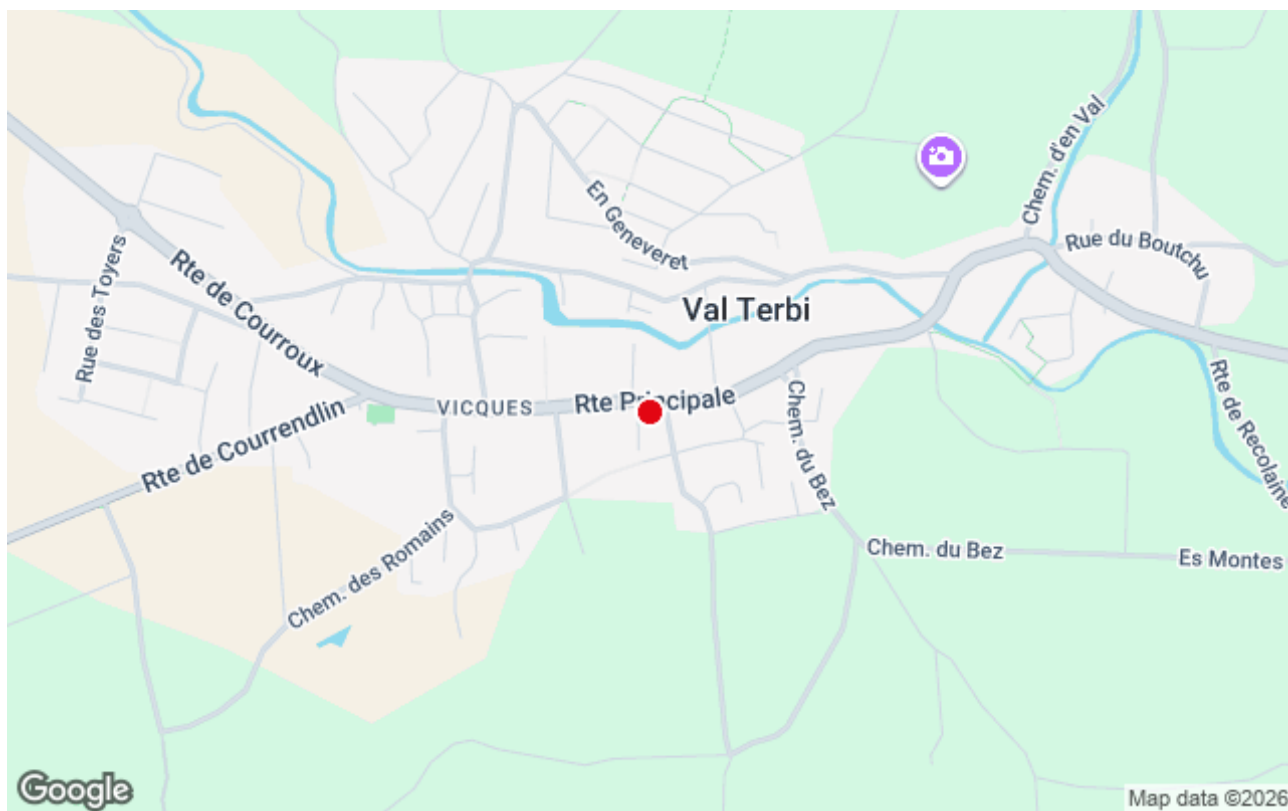 Chem. d'en Val
En Geneveret
Rue du Boutchu
Rue des Toyers
Rte de Courroux
Val Terbi
VICQUES
Rte Principale
Chem. du Bez
Rte de Recolaine
Rte de Courrendlin
Chem. des Romains
Chem. du Bez
Es Montes
Google
Map data ©2026